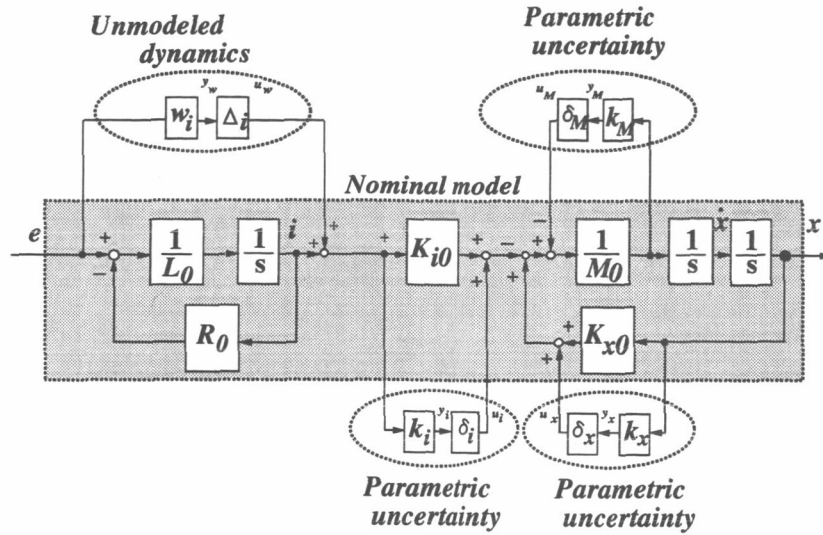 Unmodeled
dynamics
Parametric
uncertainty
y_w
u_w
w_i
Δ_i
u_M
y_M
δ_M
k_M
Nominal model
e
+
−
1
L_0
1
s
i
+
+
+
K_i0
+
+
−
+
−
+
1
M_0
1
s
ẋ
1
s
x
R_0
+
+
K_x0
k_i
y_i
δ_i
u_i
u_x
δ_x
y_x
k_x
Parametric
uncertainty
Parametric
uncertainty